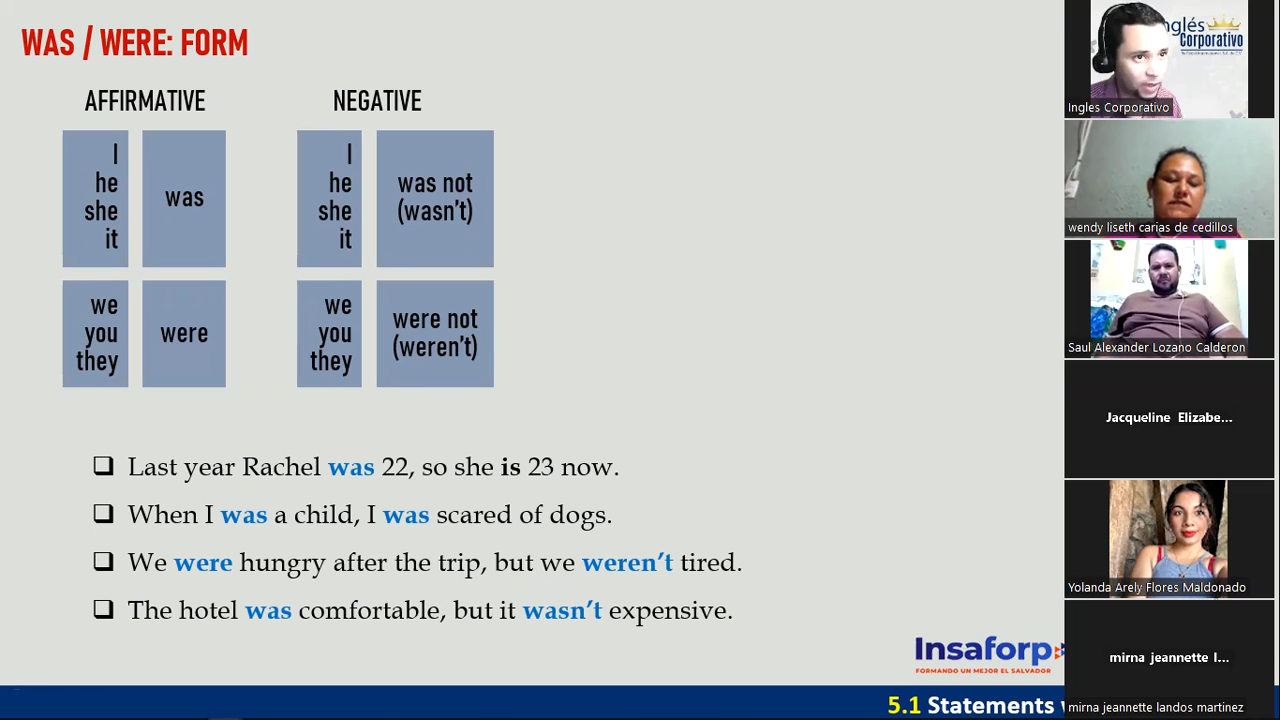 WAS / WERE: FORM
AFFIRMATIVE
NEGATIVE
I
he
she
it
was
I
he
she
it
was not
(wasn't)
we
you
they
were
we
you
they
were not
(weren't)
❑ Last year Rachel was 22, so she is 23 now.
❑ When I was a child, I was scared of dogs.
❑ We were hungry after the trip, but we weren't tired.
❑ The hotel was comfortable, but it wasn't expensive.
Insaforp
FORMANDO UN MEJOR EL SALVADOR
5.1 Statements
nglés
Corporativo
Ingles Corporativo
wendy liseth carias de cedillos
Saul Alexander Lozano Calderon
Jacqueline Elizabe...
Yolanda Arely Flores Maldonado
mirna jeannette l...
mirna jeannette landos martinez